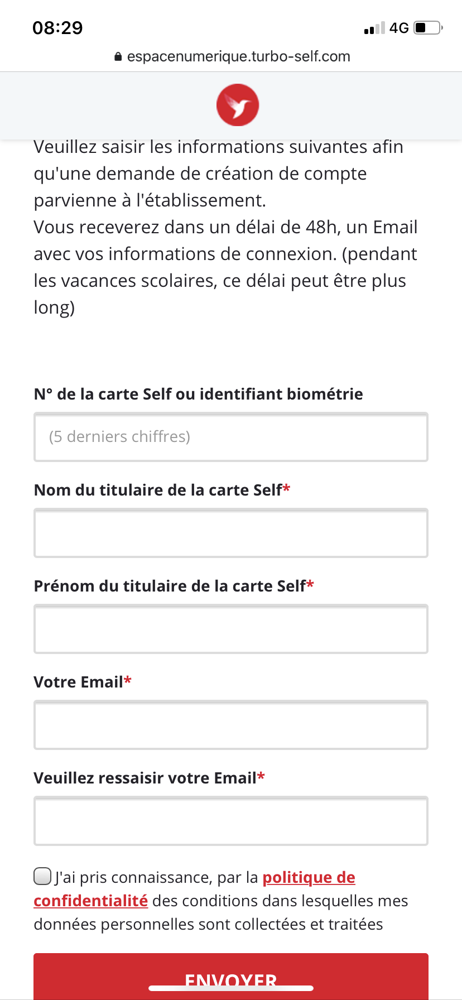 08:29
4G
espacenumerique.turbo-self.com
Veuillez saisir les informations suivantes afin
qu'une demande de création de compte
parvienne à l'établissement.
Vous receverez dans un délai de 48h, un Email
avec vos informations de connexion. (pendant
les vacances scolaires, ce délai peut être plus
long)
N° de la carte Self ou identifiant biométrie
(5 derniers chiffres)
Nom du titulaire de la carte Self*
Prénom du titulaire de la carte Self*
Votre Email*
Veuillez ressaisir votre Email*
J'ai pris connaissance, par la politique de
confidentialité des conditions dans lesquelles mes
données personnelles sont collectées et traitées
ENVOYER